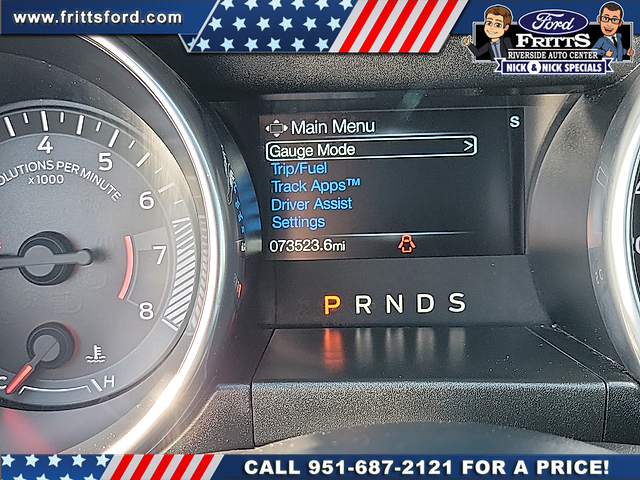 www.frittsford.com
Ford
FRITTS
RIVERSIDE AUTO CENTER
NICK & NICK SPECIALS
Main Menu
S
Gauge Mode >
Trip/Fuel
Track Apps™
Driver Assist
Settings
073523.6mi
P R N D S
4
5
6
7
8
OLUTIONS PER MINUTE
x1000
C H
CALL 951-687-2121 FOR A PRICE!